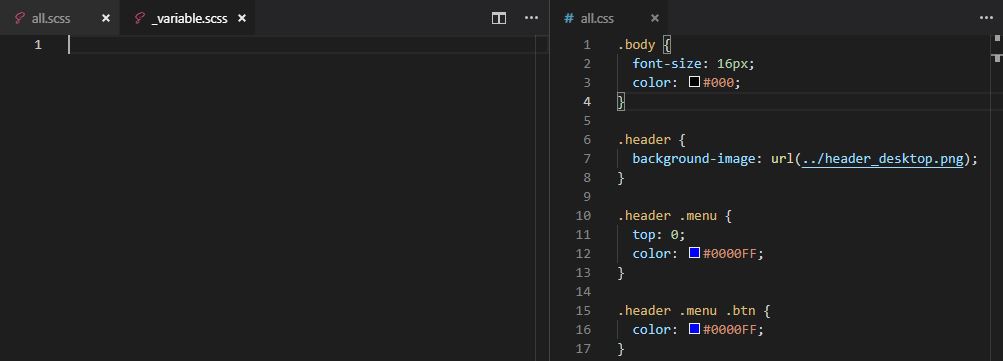 all.scss × _variable.scss × ···
1
# all.css × ···
1 .body {
2 font-size: 16px;
3 color: #000;
4 }
5
6 .header {
7 background-image: url(../header_desktop.png);
8 }
9
10 .header .menu {
11 top: 0;
12 color: #0000FF;
13 }
14
15 .header .menu .btn {
16 color: #0000FF;
17 }